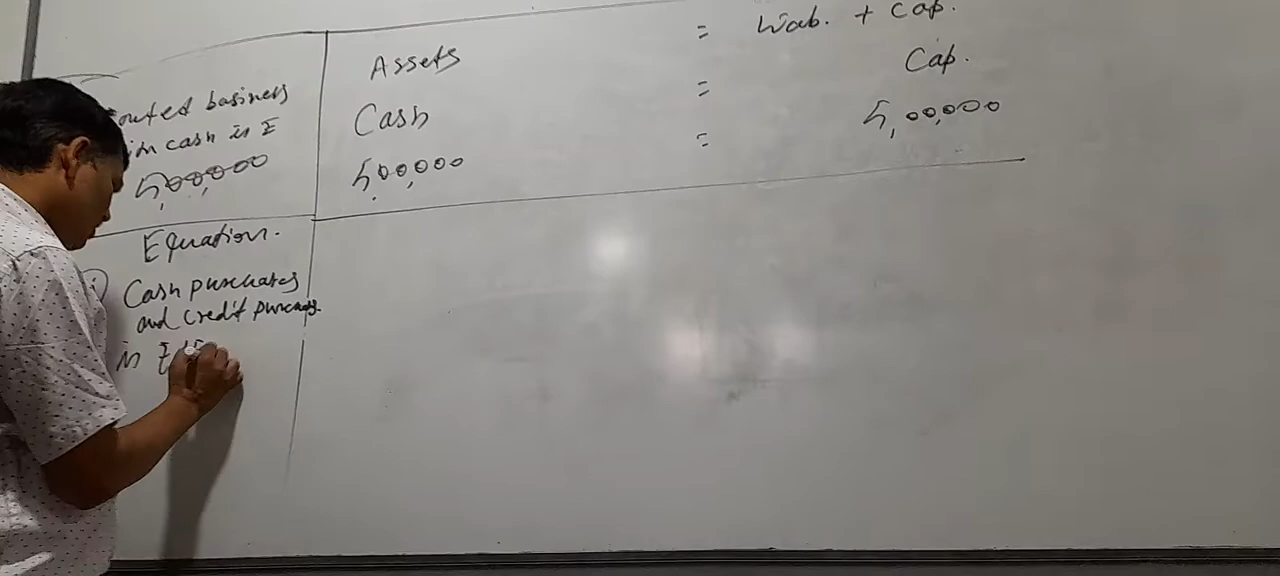 = Liab. + Cap.
Assets = Cap.
business Cash = 5,00,000
in cash is ₹ 5,00,000
5,00,000
Equation.
i) Cash purchases
and credit purchases
in ₹